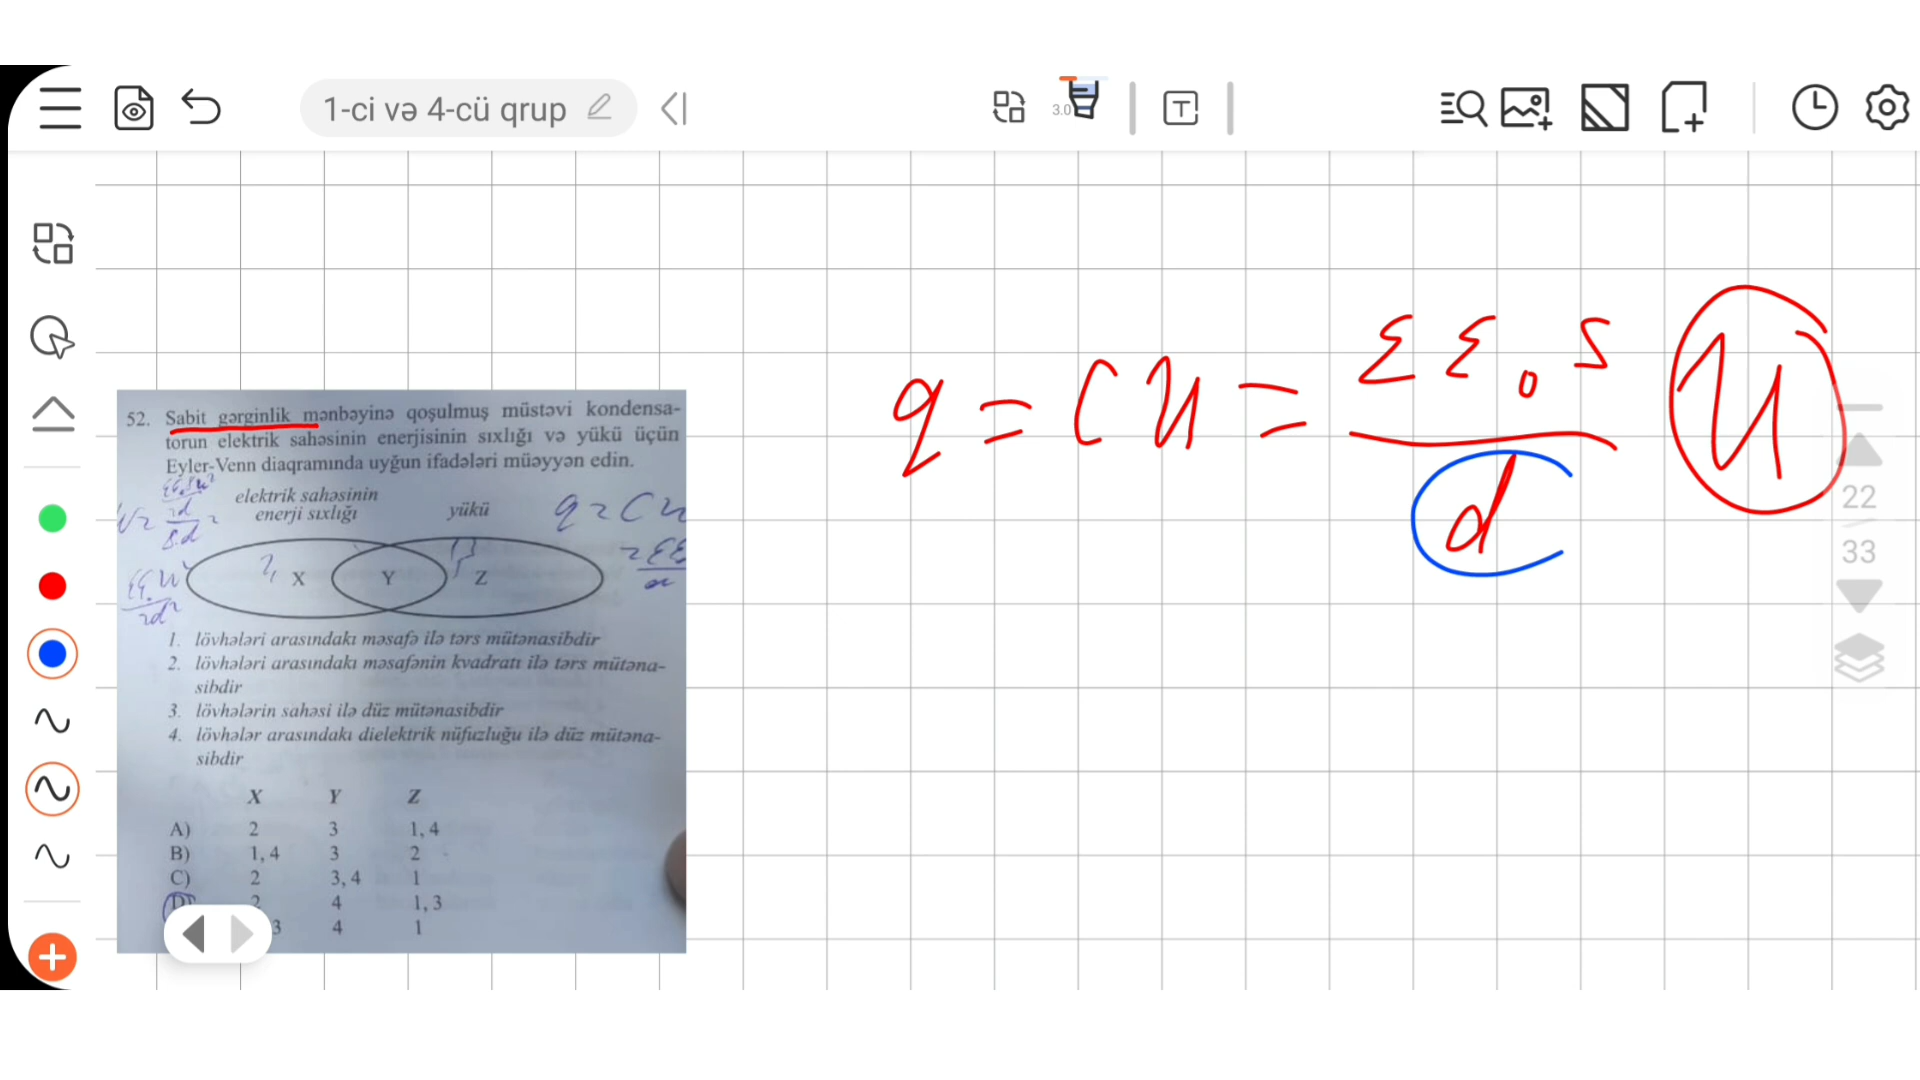 1-ci və 4-cü qrup
3.0
T
52. Sabit gərginlik mənbəyinə qoşulmuş müstəvi kondensa-
torun elektrik sahəsinin enerjisinin sıxlığı və yükü üçün
Eyler-Venn diaqramında uyğun ifadələri müəyyən edin.
elektrik sahəsinin
enerji sıxlığı
yükü
q = CU
X Y Z
1. lövhələri arasındakı məsafə ilə tərs mütənasibdir
2. lövhələri arasındakı məsafənin kvadratı ilə tərs mütəna-
sibdir
3. lövhələrin sahəsi ilə düz mütənasibdir
4. lövhələr arasındakı dielektrik nüfuzluğu ilə düz mütəna-
sibdir
X Y Z
A) 2 3 1, 4
B) 1, 4 3 2
C) 2 3, 4 1
D) 2 4 1, 3
3 4 1
q = CU = εε₀S/d U
22
33